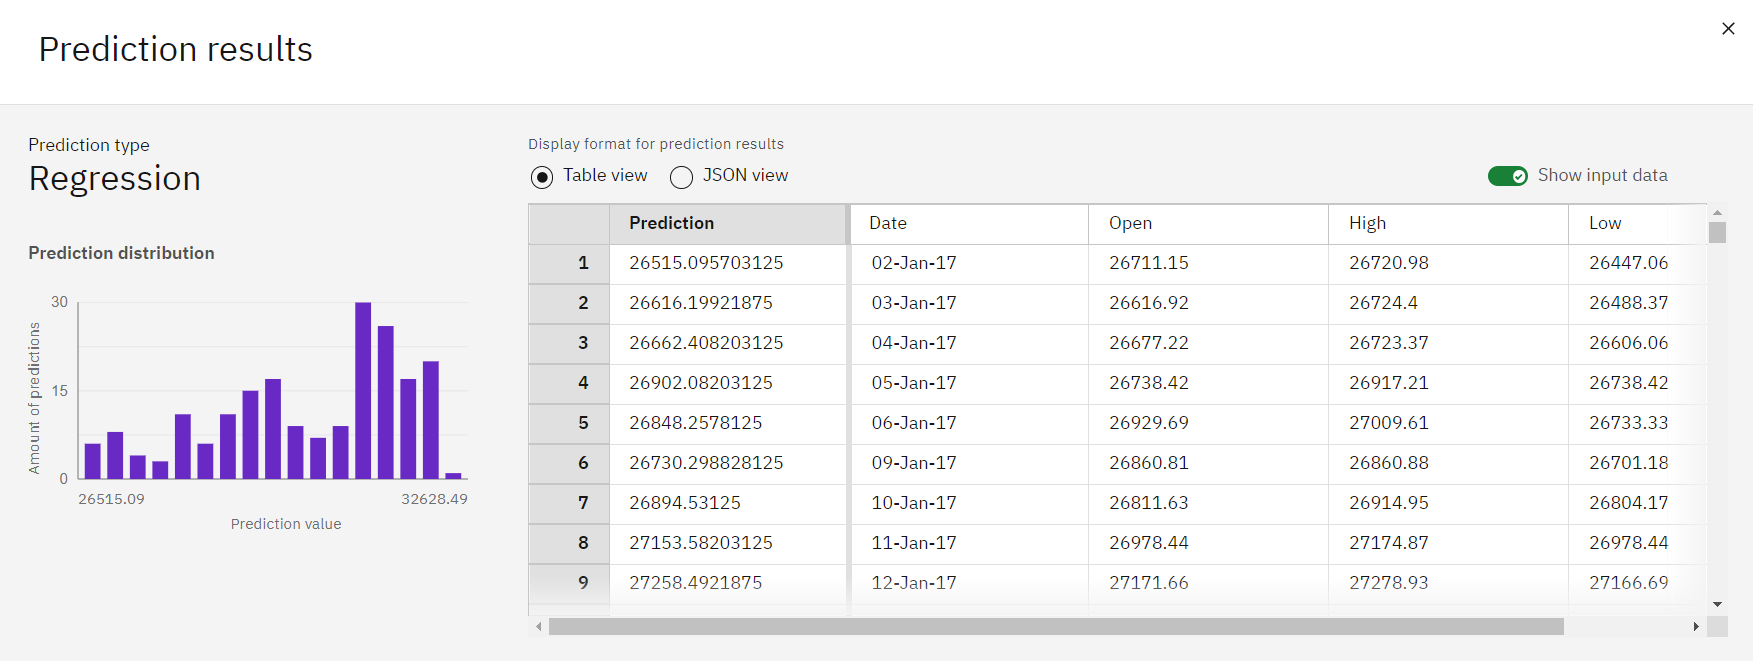 Prediction results
Prediction type
Regression
Prediction distribution
30
15
0
Amount of predictions
26515.09 32628.49
Prediction value
Display format for prediction results
Table view JSON view Show input data
Prediction Date Open High Low
1 26515.095703125 02-Jan-17 26711.15 26720.98 26447.06
2 26616.19921875 03-Jan-17 26616.92 26724.4 26488.37
3 26662.408203125 04-Jan-17 26677.22 26723.37 26606.06
4 26902.08203125 05-Jan-17 26738.42 26917.21 26738.42
5 26848.2578125 06-Jan-17 26929.69 27009.61 26733.33
6 26730.298828125 09-Jan-17 26860.81 26860.88 26701.18
7 26894.53125 10-Jan-17 26811.63 26914.95 26804.17
8 27153.58203125 11-Jan-17 26978.44 27174.87 26978.44
9 27258.4921875 12-Jan-17 27171.66 27278.93 27166.69